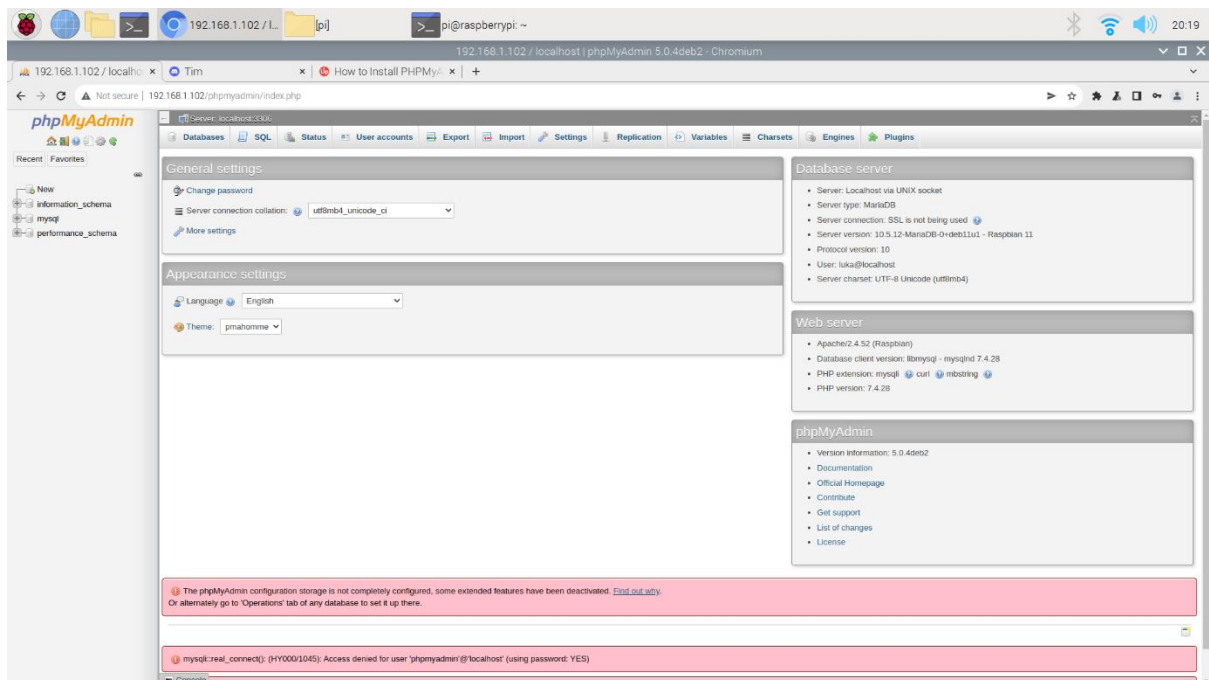 192.168.1.102 / l...
[pi]
pi@raspberrypi: ~
20:19
192.168.1.102 / localhost | phpMyAdmin 5.0.4deb2 - Chromium
192.168.1.102 / localho
Tim
How to Install PHPMyA
Not secure | 192.168.1.102/phpmyadmin/index.php
phpMyAdmin
Recent Favorites
New
information_schema
mysql
performance_schema
Server: localhost:3306
Databases SQL Status User accounts Export Import Settings Replication Variables Charsets Engines Plugins
General settings
Change password
Server connection collation: utf8mb4_unicode_ci
More settings
Appearance settings
Language English
Theme: pmahomme
Database server
• Server: Localhost via UNIX socket
• Server type: MariaDB
• Server connection: SSL is not being used
• Server version: 10.5.12-MariaDB-0+deb11u1 - Raspbian 11
• Protocol version: 10
• User: luka@localhost
• Server charset: UTF-8 Unicode (utf8mb4)
Web server
• Apache/2.4.52 (Raspbian)
• Database client version: libmysql - mysqlnd 7.4.28
• PHP extension: mysqli curl mbstring
• PHP version: 7.4.28
phpMyAdmin
• Version information: 5.0.4deb2
• Documentation
• Official Homepage
• Contribute
• Get support
• List of changes
• License
The phpMyAdmin configuration storage is not completely configured, some extended features have been deactivated. Find out why.
Or alternately go to 'Operations' tab of any database to set it up there.
mysqli::real_connect(): (HY000/1045): Access denied for user 'phpmyadmin'@'localhost' (using password: YES)
Console